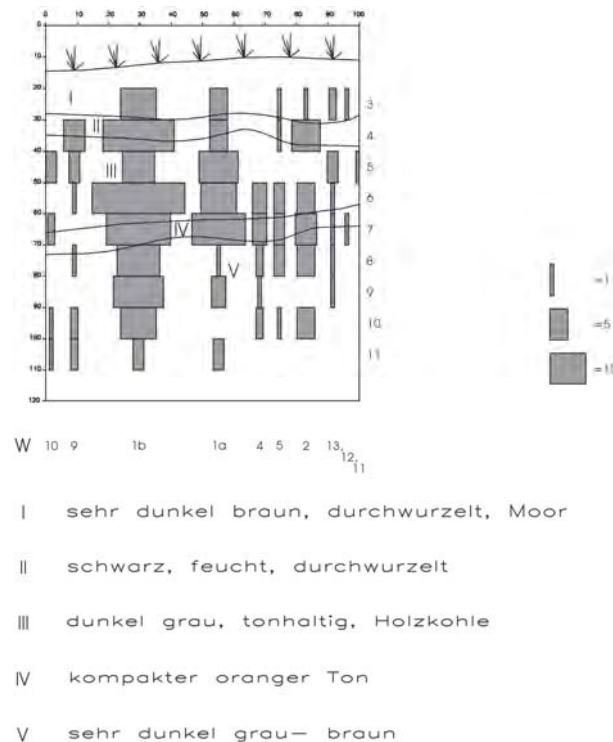 0 10 20 30 40 50 60 70 80 90 100
0
10
20
30
40
50
60
70
80
90
100
110
120
I
II
III
IV
V
3
4
5
6
7
8
9
10
11
=1
=5
=10
W 10 9 1b 1a 4 5 2 13, 12, 11
I sehr dunkel braun, durchwurzelt, Moor
II schwarz, feucht, durchwurzelt
III dunkel grau, tonhaltig, Holzkohle
IV kompakter oranger Ton
V sehr dunkel grau– braun